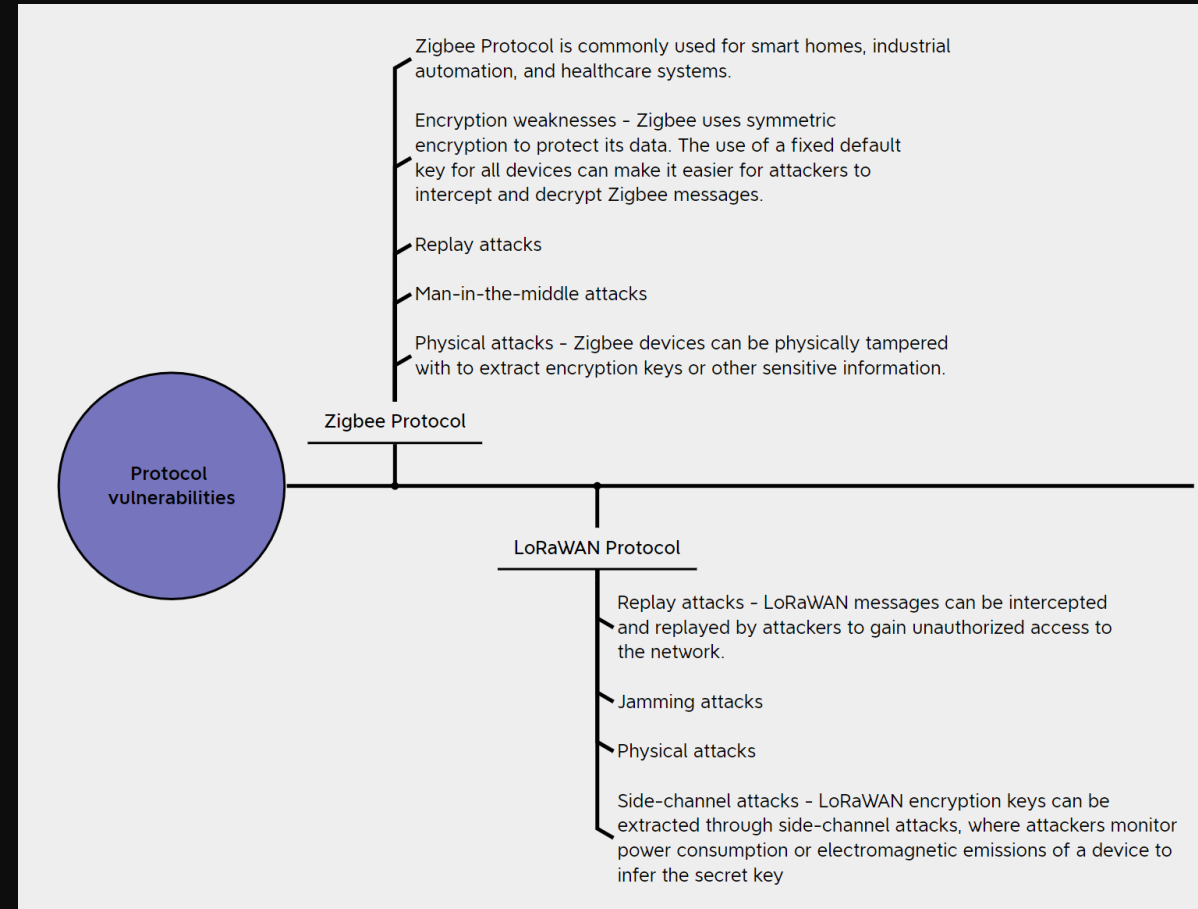 Zigbee Protocol is commonly used for smart homes, industrial
automation, and healthcare systems.
Encryption weaknesses - Zigbee uses symmetric
encryption to protect its data. The use of a fixed default
key for all devices can make it easier for attackers to
intercept and decrypt Zigbee messages.
Replay attacks
Man-in-the-middle attacks
Physical attacks - Zigbee devices can be physically tampered
with to extract encryption keys or other sensitive information.
Zigbee Protocol
Protocol
vulnerabilities
LoRaWAN Protocol
Replay attacks - LoRaWAN messages can be intercepted
and replayed by attackers to gain unauthorized access to
the network.
Jamming attacks
Physical attacks
Side-channel attacks - LoRaWAN encryption keys can be
extracted through side-channel attacks, where attackers monitor
power consumption or electromagnetic emissions of a device to
infer the secret key